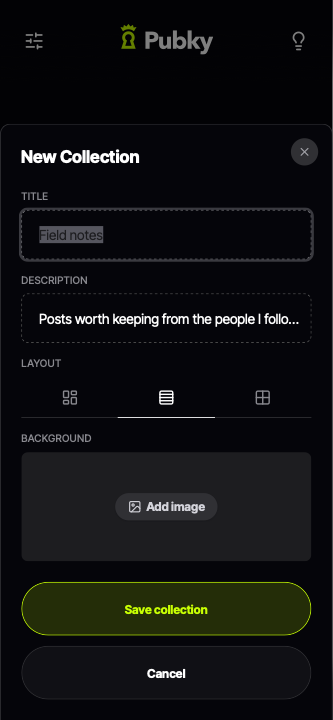 Pubky
New Collection
TITLE
Field notes
DESCRIPTION
Posts worth keeping from the people I follo...
LAYOUT
BACKGROUND
Add image
Save collection
Cancel